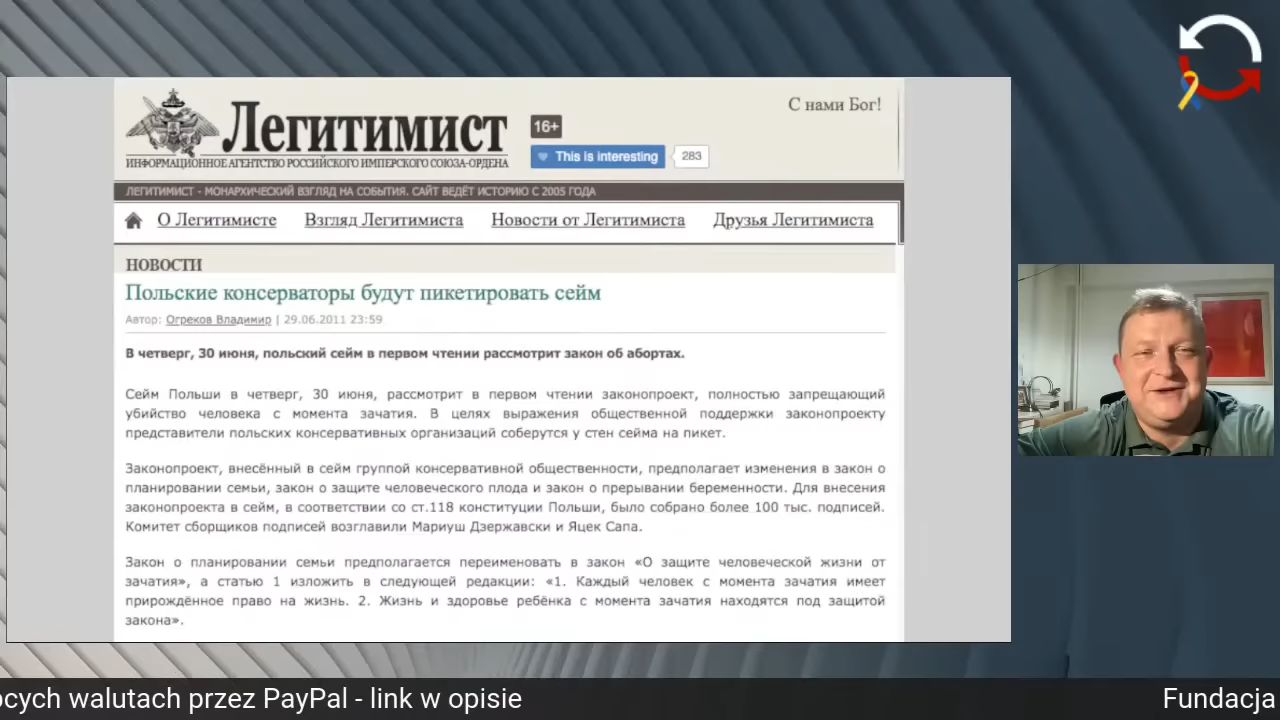 Легитимист
16+
С нами Бог!
This is interesting
283
ИНФОРМАЦИОННОЕ АГЕНТСТВО РОССИЙСКОГО ИМПЕРСКОГО СОЮЗА-ОРДЕНА
ЛЕГИТИМИСТ - МОНАРХИЧЕСКИЙ ВЗГЛЯД НА СОБЫТИЯ. САЙТ ВЕДЁТ ИСТОРИЮ С 2005 ГОДА
О Легитимисте Взгляд Легитимиста Новости от Легитимиста Друзья Легитимиста
НОВОСТИ
Польские консерваторы будут пикетировать сейм
Автор: Огреков Владимир | 29.06.2011 23:59
В четверг, 30 июня, польский сейм в первом чтении рассмотрит закон об абортах.
Сейм Польши в четверг, 30 июня, рассмотрит в первом чтении законопроект, полностью запрещающий
убийство человека с момента зачатия. В целях выражения общественной поддержки законопроекту
представители польских консервативных организаций соберутся у стен сейма на пикет.
Законопроект, внесённый в сейм группой консервативной общественности, предполагает изменения в закон о
планировании семьи, закон о защите человеческого плода и закон о прерывании беременности. Для внесения
законопроекта в сейм, в соответствии со ст.118 конституции Польши, было собрано более 100 тыс. подписей.
Комитет сборщиков подписей возглавили Мариуш Дзержавски и Яцек Сапа.
Закон о планировании семьи предполагается переименовать в закон «О защите человеческой жизни от
зачатия», а статью 1 изложить в следующей редакции: «1. Каждый человек с момента зачатия имеет
прирождённое право на жизнь. 2. Жизнь и здоровье ребёнка с момента зачатия находятся под защитой
закона».
ocych walutach przez PayPal - link w opisie
Fundacja